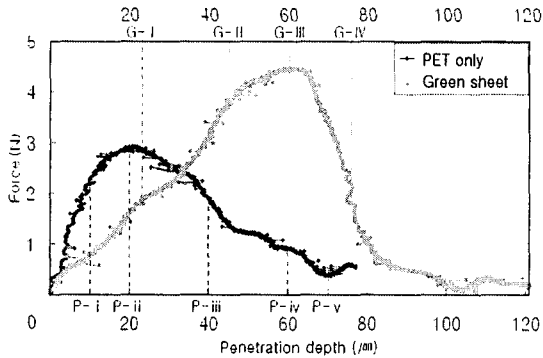 20 40 60 80 100 120
G-I G-II G-III G-IV
5
4
3
2
1
0
Force (N)
PET only
Green sheet
P-i P-ii P-iii P-iv P-v
0 20 40 60 80 100 120
Penetration depth (㎛)